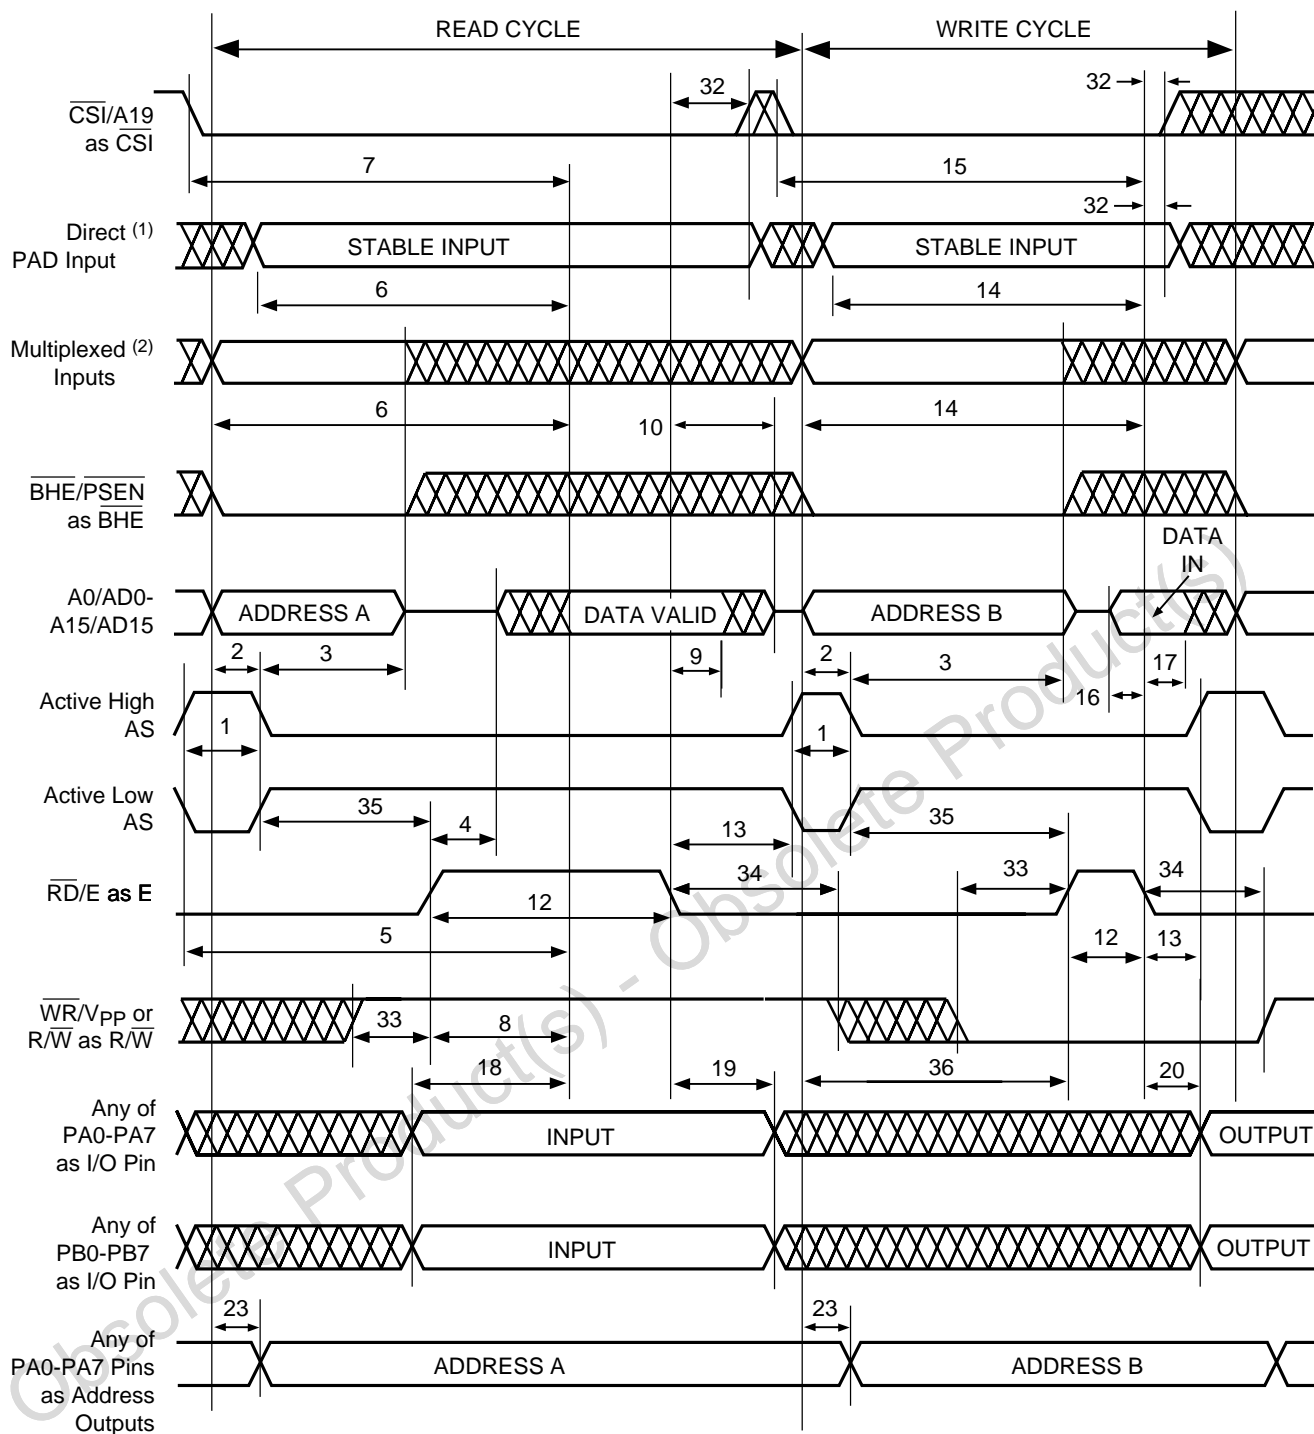 READ CYCLE
WRITE CYCLE
32
32
CSI/A19
as CSI
7
15
32
Direct (1)
PAD Input
STABLE INPUT
STABLE INPUT
6
14
Multiplexed (2)
Inputs
6
10
14
BHE/PSEN
as BHE
DATA
IN
A0/AD0-
A15/AD15
ADDRESS A
DATA VALID
ADDRESS B
2
3
9
2
3
17
16
Active High
AS
1
1
Active Low
AS
35
4
13
35
34
33
34
RD/E as E
12
5
12
13
WR/VPP or
R/W as R/W
33
8
18
19
36
20
Any of
PA0-PA7
as I/O Pin
INPUT
OUTPUT
Any of
PB0-PB7
as I/O Pin
INPUT
OUTPUT
23
23
Any of
PA0-PA7 Pins
as Address
Outputs
ADDRESS A
ADDRESS B
Obsolete Product(s) - Obsolete Product(s)